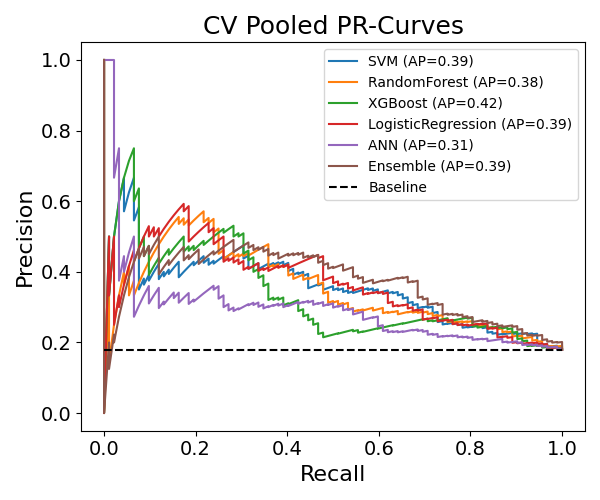 CV Pooled PR-Curves
SVM (AP=0.39)
RandomForest (AP=0.38)
XGBoost (AP=0.42)
LogisticRegression (AP=0.39)
ANN (AP=0.31)
Ensemble (AP=0.39)
Baseline
Precision
1.0
0.8
0.6
0.4
0.2
0.0
0.0 0.2 0.4 0.6 0.8 1.0
Recall